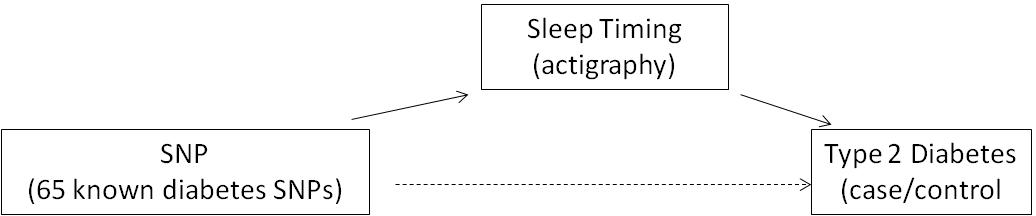 Sleep Timing
(actigraphy)
SNP
(65 known diabetes SNPs)
Type 2 Diabetes
(case/control